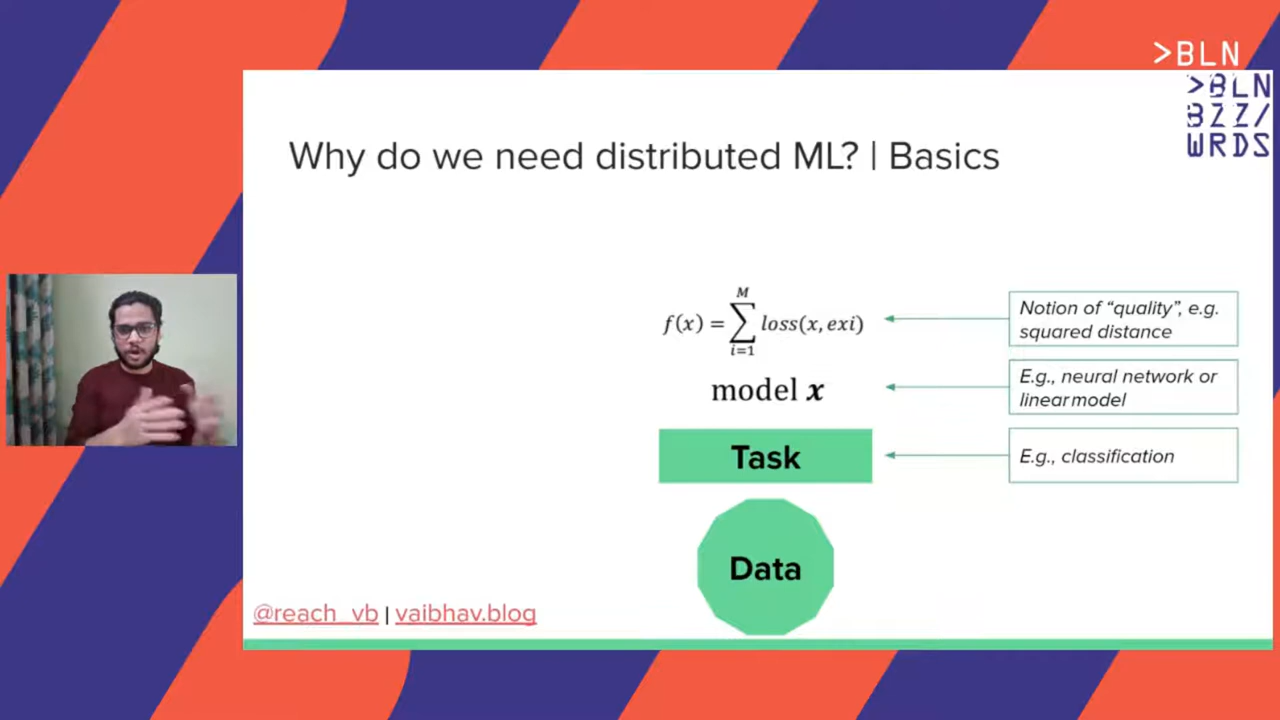 >BLN
>BLN
BZZ/
WRDS
Why do we need distributed ML? | Basics
f(x) = M∑i=1 loss(x, exi)
Notion of “quality”, e.g.
squared distance
model x
E.g., neural network or
linear model
Task
E.g., classification
Data
@reach_vb | vaibhav.blog